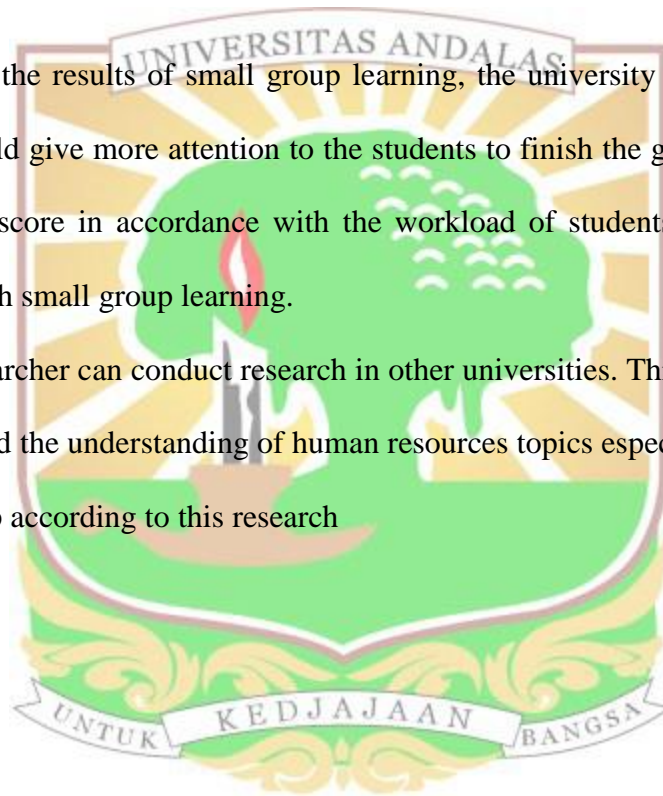 UNIVERSITAS ANDALAS
the results of small group learning, the university
ld give more attention to the students to finish the g
score in accordance with the workload of students
h small group learning.
archer can conduct research in other universities. Th
d the understanding of human resources topics espec
o according to this research
UNTUK KEDJAJAAN BANGSA